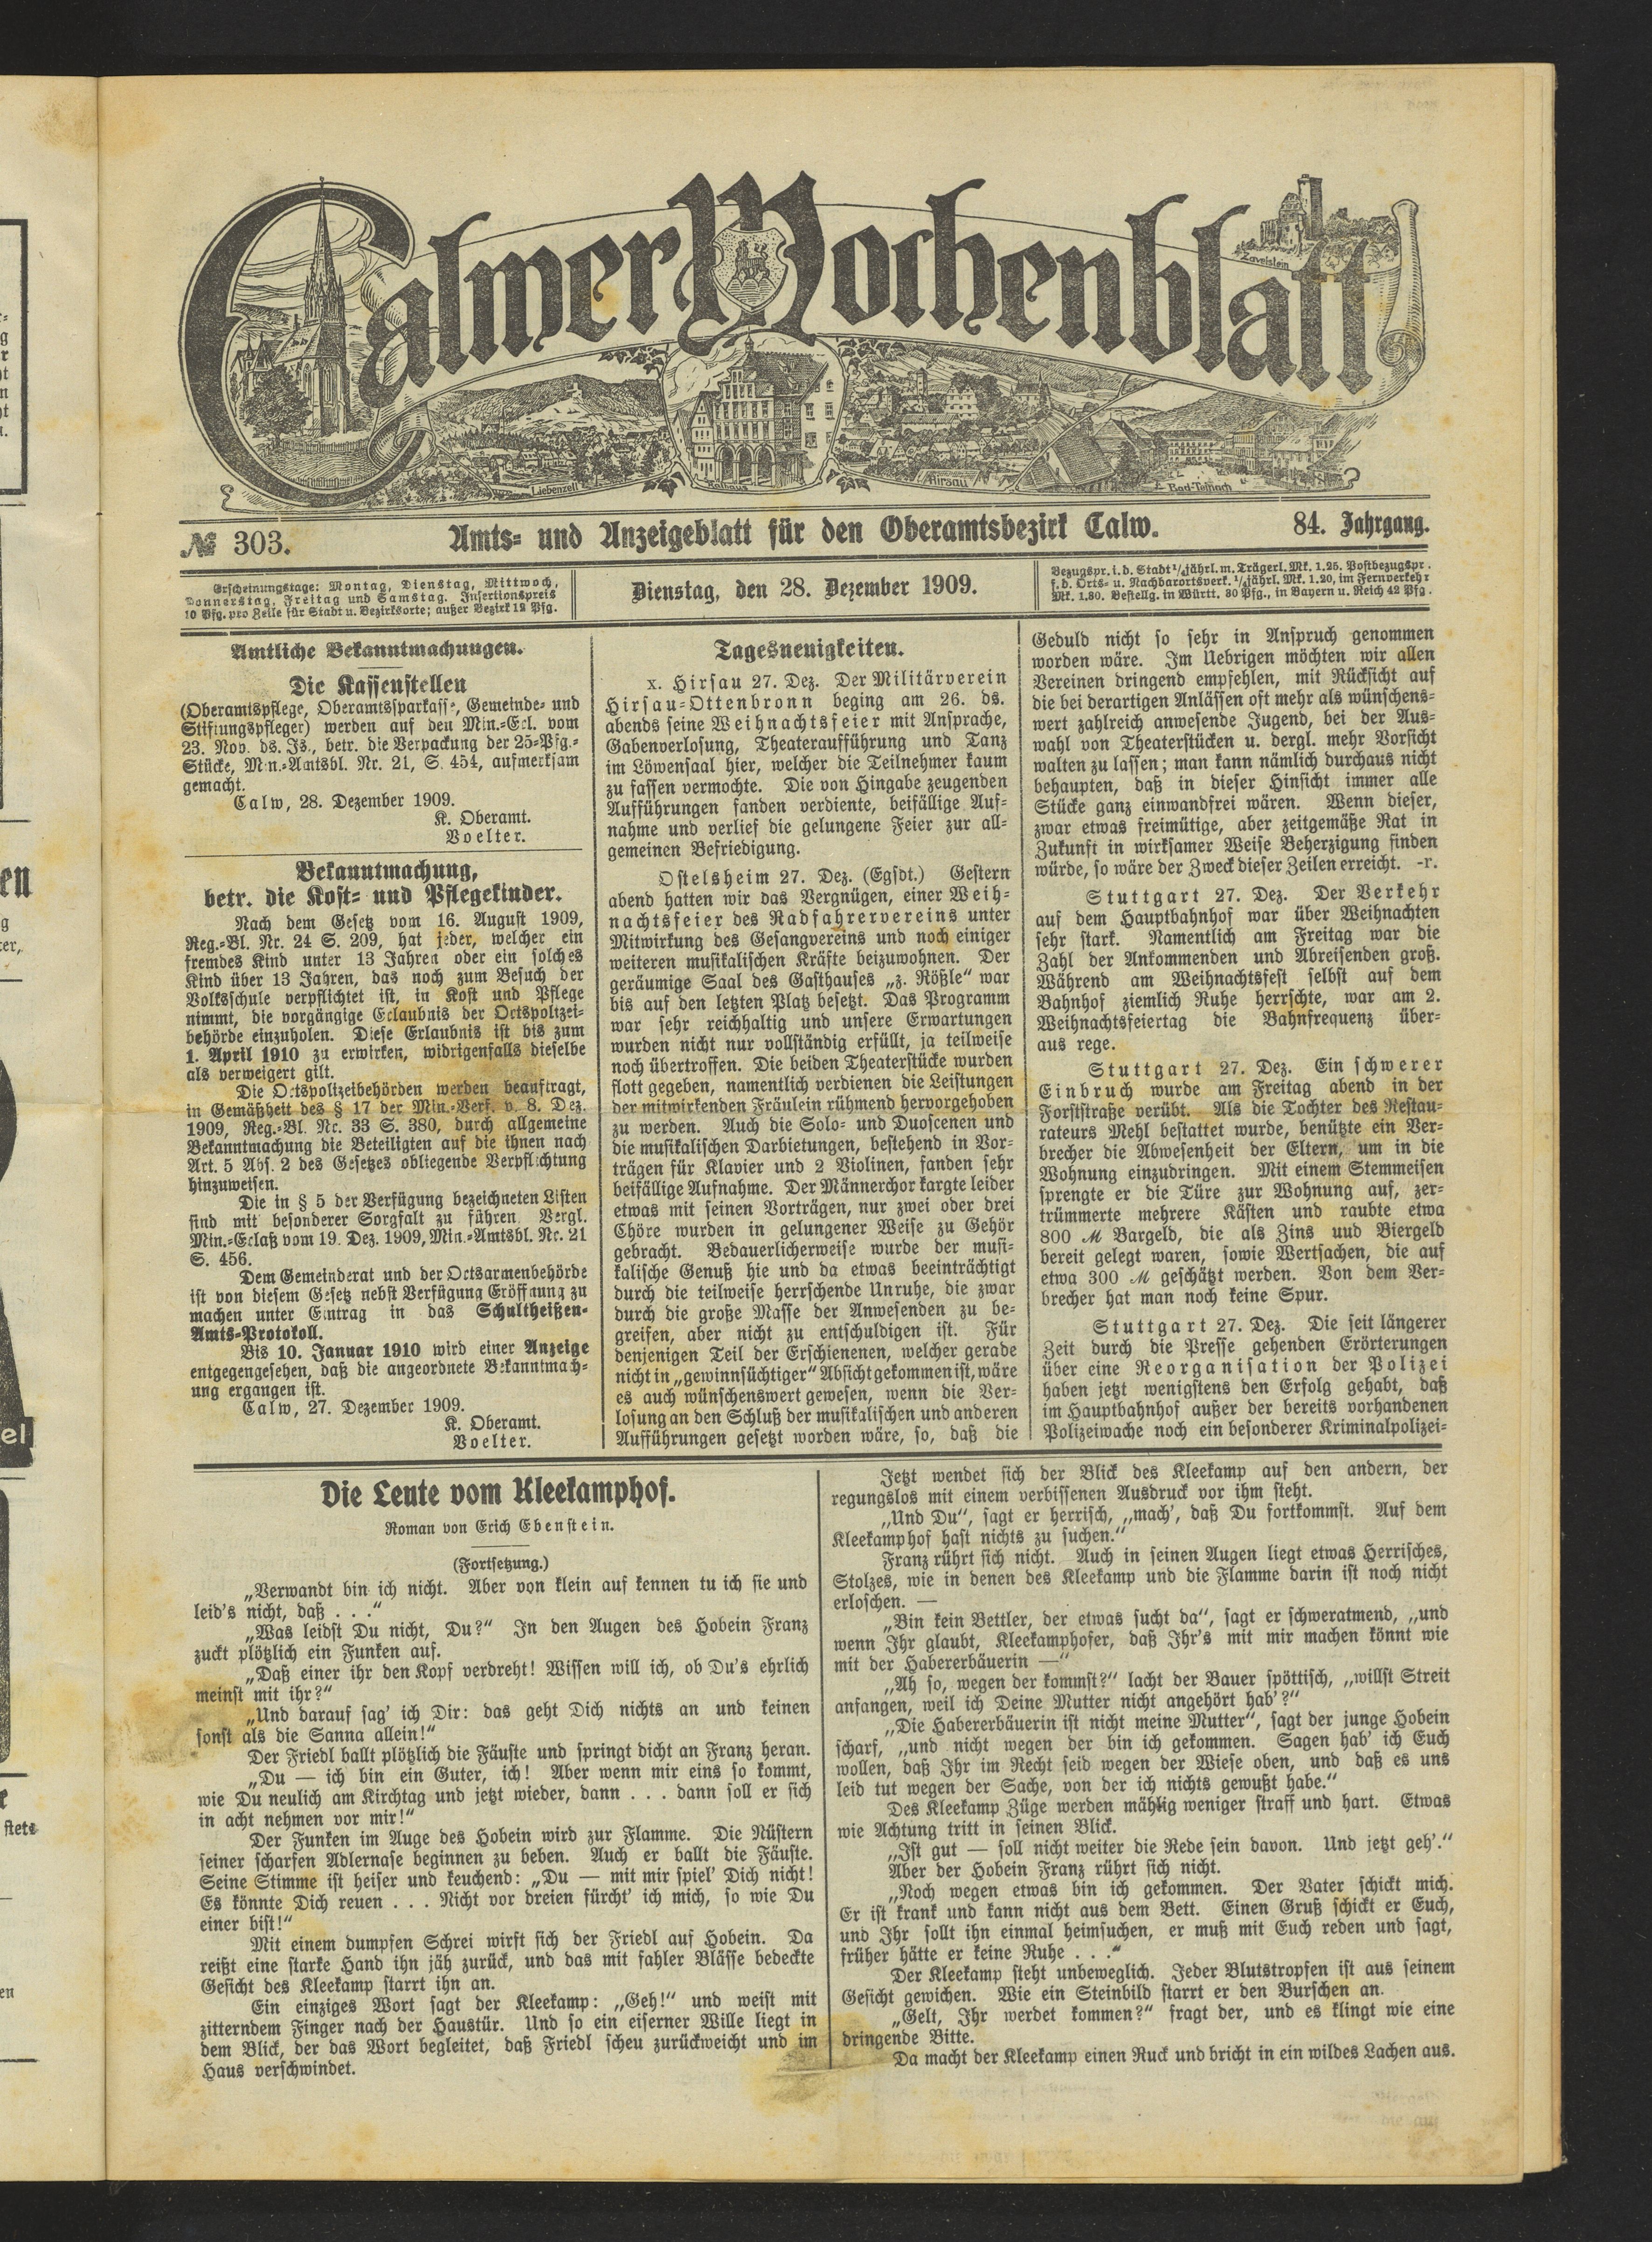 Calwer Wochenblatt
Zavelstein
Liebenzell
Rathaus
Hirsau
Bad-Teinach
№ 303.
Amts- und Anzeigeblatt für den Oberamtsbezirk Calw.
84. Jahrgang.
Erscheinungstage: Montag, Dienstag, Mittwoch,
Donnerstag, Freitag und Samstag. Insertionspreis
10 Pfg. pro Zeile für Stadt u. Bezirksorte; außer Bezirk 12 Pfg.
Dienstag, den 28. Dezember 1909.
Bezugspr. i. d. Stadt ¼jährl. m. Trägerl. Mk. 1.25. Postbezugspr.
f. d. Orts- u. Nachbarortsverk. ¼jährl. Mk. 1.20, im Fernverkehr
Mk. 1.30. Bestellg. in Württ. 30 Pfg., in Bayern u. Reich 42 Pfg.
Amtliche Bekanntmachungen.
Die Kassenstellen
(Oberamtspflege, Oberamtssparkasse, Gemeinde- und
Stiftungspfleger) werden auf den Min.-Erl. vom
23. Nov. ds. Js., betr. die Verpackung der 25-Pfg.-
Stücke, Min.-Amtsbl. Nr. 21, S. 454, aufmerksam
gemacht.
Calw, 28. Dezember 1909.
K. Oberamt.
Voelter.
Bekanntmachung,
betr. die Kost- und Pflegekinder.
Nach dem Gesetz vom 16. August 1909,
Reg.-Bl. Nr. 24 S. 209, hat jeder, welcher ein
fremdes Kind unter 13 Jahren oder ein solches
Kind über 13 Jahren, das noch zum Besuch der
Volksschule verpflichtet ist, in Kost und Pflege
nimmt, die vorgängige Erlaubnis der Ortspolizei-
behörde einzuholen. Diese Erlaubnis ist bis zum
1. April 1910 zu erwirken, widrigenfalls dieselbe
als verweigert gilt.
Die Ortspolizeibehörden werden beauftragt,
in Gemäßheit des § 17 der Min.-Verf. v. 8. Dez.
1909, Reg.-Bl. Nr. 33 S. 380, durch allgemeine
Bekanntmachung die Beteiligten auf die ihnen nach
Art. 5 Abs. 2 des Gesetzes obliegende Verpflichtung
hinzuweisen.
Die in § 5 der Verfügung bezeichneten Listen
sind mit besonderer Sorgfalt zu führen. Vergl.
Min.-Erlaß vom 19. Dez. 1909, Min.-Amtsbl. Nr. 21
S. 456.
Dem Gemeinderat und der Ortsarmenbehörde
ist von diesem Gesetz nebst Verfügung Eröffnung zu
machen unter Eintrag in das Schultheißen-
Amts-Protokoll.
Bis 10. Januar 1910 wird einer Anzeige
entgegengesehen, daß die angeordnete Bekanntmach-
ung ergangen ist.
Calw, 27. Dezember 1909.
K. Oberamt.
Voelter.
Tagesneuigkeiten.
x. Hirsau 27. Dez. Der Militärverein
Hirsau-Ottenbronn beging am 26. ds.
abends seine Weihnachtsfeier mit Ansprache,
Gabenverlosung, Theateraufführung und Tanz
im Löwensaal hier, welcher die Teilnehmer kaum
zu fassen vermochte. Die von Hingabe zeugenden
Aufführungen fanden verdiente, beifällige Auf-
nahme und verlief die gelungene Feier zur all-
gemeinen Befriedigung.
Ostelsheim 27. Dez. (Egsdt.) Gestern
abend hatten wir das Vergnügen, einer Weih-
nachtsfeier des Radfahrervereins unter
Mitwirkung des Gesangvereins und noch einiger
weiteren musikalischen Kräfte beizuwohnen. Der
geräumige Saal des Gasthauses „z. Rößle“ war
bis auf den letzten Platz besetzt. Das Programm
war sehr reichhaltig und unsere Erwartungen
wurden nicht nur vollständig erfüllt, ja teilweise
noch übertroffen. Die beiden Theaterstücke wurden
flott gegeben, namentlich verdienen die Leistungen
der mitwirkenden Fräulein rühmend hervorgehoben
zu werden. Auch die Solo- und Duoscenen und
die musikalischen Darbietungen, bestehend in Vor-
trägen für Klavier und 2 Violinen, fanden sehr
beifällige Aufnahme. Der Männerchor kargte leider
etwas mit seinen Vorträgen, nur zwei oder drei
Chöre wurden in gelungener Weise zu Gehör
gebracht. Bedauerlicherweise wurde der musi-
kalische Genuß hie und da etwas beeinträchtigt
durch die teilweise herrschende Unruhe, die zwar
durch die große Masse der Anwesenden zu be-
greifen, aber nicht zu entschuldigen ist. Für
denjenigen Teil der Erschienenen, welcher gerade
nicht in „gewinnsüchtiger“ Absicht gekommen ist, wäre
es auch wünschenswert gewesen, wenn die Ver-
losung an den Schluß der musikalischen und anderen
Aufführungen gesetzt worden wäre, so, daß die
Geduld nicht so sehr in Anspruch genommen
worden wäre. Im Uebrigen möchten wir allen
Vereinen dringend empfehlen, mit Rücksicht auf
die bei derartigen Anlässen oft mehr als wünschens-
wert zahlreich anwesende Jugend, bei der Aus-
wahl von Theaterstücken u. dergl. mehr Vorsicht
walten zu lassen; man kann nämlich durchaus nicht
behaupten, daß in dieser Hinsicht immer alle
Stücke ganz einwandfrei wären. Wenn dieser,
zwar etwas freimütige, aber zeitgemäße Rat in
Zukunft in wirksamer Weise Beherzigung finden
würde, so wäre der Zweck dieser Zeilen erreicht. -r.
Stuttgart 27. Dez. Der Verkehr
auf dem Hauptbahnhof war über Weihnachten
sehr stark. Namentlich am Freitag war die
Zahl der Ankommenden und Abreisenden groß.
Während am Weihnachtsfest selbst auf dem
Bahnhof ziemlich Ruhe herrschte, war am 2.
Weihnachtsfeiertag die Bahnfrequenz über-
aus rege.
Stuttgart 27. Dez. Ein schwerer
Einbruch wurde am Freitag abend in der
Forststraße verübt. Als die Tochter des Restau-
rateurs Mehl bestattet wurde, benützte ein Ver-
brecher die Abwesenheit der Eltern, um in die
Wohnung einzudringen. Mit einem Stemmeisen
sprengte er die Türe zur Wohnung auf, zer-
trümmerte mehrere Kästen und raubte etwa
800 M Bargeld, die als Zins und Biergeld
bereit gelegt waren, sowie Wertsachen, die auf
etwa 300 M geschätzt werden. Von dem Ver-
brecher hat man noch keine Spur.
Stuttgart 27. Dez. Die seit längerer
Zeit durch die Presse gehenden Erörterungen
über eine Reorganisation der Polizei
haben jetzt wenigstens den Erfolg gehabt, daß
im Hauptbahnhof außer der bereits vorhandenen
Polizeiwache noch ein besonderer Kriminalpolizei-
Die Leute vom Kleekamphof.
Roman von Erich Ebenstein.
(Fortsetzung.)
„Verwandt bin ich nicht. Aber von klein auf kennen tu ich sie und
leid's nicht, daß . . .“
„Was leidst Du nicht, Du?“ In den Augen des Hobein Franz
zuckt plötzlich ein Funken auf.
„Daß einer ihr den Kopf verdreht! Wissen will ich, ob Du's ehrlich
meinst mit ihr?“
„Und darauf sag' ich Dir: das geht Dich nichts an und keinen
sonst als die Sanna allein!“
Der Friedl ballt plötzlich die Fäuste und springt dicht an Franz heran.
„Du — ich bin ein Guter, ich! Aber wenn mir eins so kommt,
wie Du neulich am Kirchtag und jetzt wieder, dann . . . dann soll er sich
in acht nehmen vor mir!“
Der Funken im Auge des Hobein wird zur Flamme. Die Nüstern
seiner scharfen Adlernase beginnen zu beben. Auch er ballt die Fäuste.
Seine Stimme ist heiser und keuchend: „Du — mit mir spiel' Dich nicht!
Es könnte Dich reuen . . . Nicht vor dreien fürcht' ich mich, so wie Du
einer bist!“
Mit einem dumpfen Schrei wirft sich der Friedl auf Hobein. Da
reißt eine starke Hand ihn jäh zurück, und das mit fahler Blässe bedeckte
Gesicht des Kleekamp starrt ihn an.
Ein einziges Wort sagt der Kleekamp: „Geh!“ und weist mit
zitterndem Finger nach der Haustür. Und so ein eiserner Wille liegt in
dem Blick, der das Wort begleitet, daß Friedl scheu zurückweicht und im
Haus verschwindet.
Jetzt wendet sich der Blick des Kleekamp auf den andern, der
regungslos mit einem verbissenen Ausdruck vor ihm steht.
„Und Du“, sagt er herrisch, „mach', daß Du fortkommst. Auf dem
Kleekamphof hast nichts zu suchen.“
Franz rührt sich nicht. Auch in seinen Augen liegt etwas Herrisches,
Stolzes, wie in denen des Kleekamp und die Flamme darin ist noch nicht
erloschen. —
„Bin kein Bettler, der etwas sucht da“, sagt er schweratmend, „und
wenn Ihr glaubt, Kleekamphofer, daß Ihr's mit mir machen könnt wie
mit der Habererbäuerin —“
„Ah so, wegen der kommst?“ lacht der Bauer spöttisch, „willst Streit
anfangen, weil ich Deine Mutter nicht angehört hab'?“
„Die Habererbäuerin ist nicht meine Mutter“, sagt der junge Hobein
scharf, „und nicht wegen der bin ich gekommen. Sagen hab' ich Euch
wollen, daß Ihr im Recht seid wegen der Wiese oben, und daß es uns
leid tut wegen der Sache, von der ich nichts gewußt habe.“
Des Kleekamp Züge werden mählig weniger straff und hart. Etwas
wie Achtung tritt in seinen Blick.
„Ist gut — soll nicht weiter die Rede sein davon. Und jetzt geh'.“
Aber der Hobein Franz rührt sich nicht.
„Noch wegen etwas bin ich gekommen. Der Vater schickt mich.
Er ist krank und kann nicht aus dem Bett. Einen Gruß schickt er Euch,
und Ihr sollt ihn einmal heimsuchen, er muß mit Euch reden und sagt,
früher hätte er keine Ruhe . . .“
Der Kleekamp steht unbeweglich. Jeder Blutstropfen ist aus seinem
Gesicht gewichen. Wie ein Steinbild starrt er den Burschen an.
„Gelt, Ihr werdet kommen?“ fragt der, und es klingt wie eine
dringende Bitte.
Da macht der Kleekamp einen Ruck und bricht in ein wildes Lachen aus.